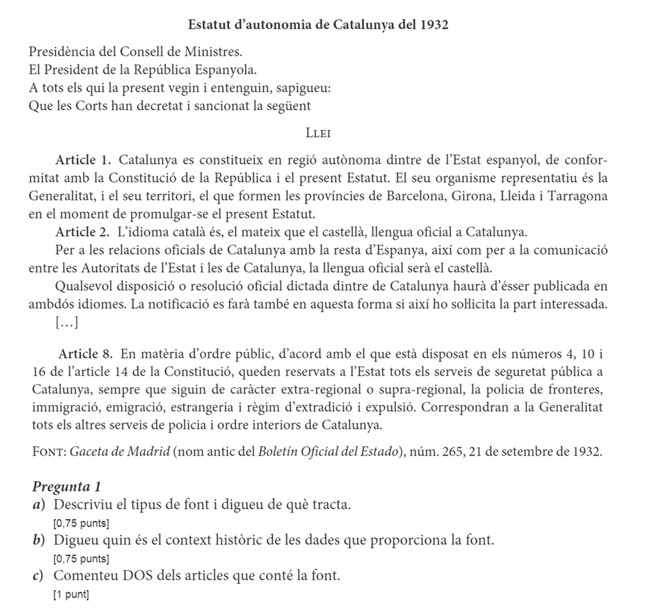 Estatut d’autonomia de Catalunya del 1932
Presidència del Consell de Ministres.
El President de la República Espanyola.
A tots els qui la present vegin i entenguin, sapigueu:
Que les Corts han decretat i sancionat la següent
LLEI
Article 1. Catalunya es constitueix en regió autònoma dintre de l’Estat espanyol, de confor-
mitat amb la Constitució de la República i el present Estatut. El seu organisme representatiu és la
Generalitat, i el seu territori, el que formen les províncies de Barcelona, Girona, Lleida i Tarragona
en el moment de promulgar-se el present Estatut.
Article 2. L’idioma català és, el mateix que el castellà, llengua oficial a Catalunya.
Per a les relacions oficials de Catalunya amb la resta d’Espanya, així com per a la comunicació
entre les Autoritats de l’Estat i les de Catalunya, la llengua oficial serà el castellà.
Qualsevol disposició o resolució oficial dictada dintre de Catalunya haurà d’ésser publicada en
ambdós idiomes. La notificació es farà també en aquesta forma si així ho sol·licita la part interessada.
[…]
Article 8. En matèria d’ordre públic, d’acord amb el que està disposat en els números 4, 10 i
16 de l’article 14 de la Constitució, queden reservats a l’Estat tots els serveis de seguretat pública a
Catalunya, sempre que siguin de caràcter extra-regional o supra-regional, la policia de fronteres,
immigració, emigració, estrangeria i règim d’extradició i expulsió. Correspondran a la Generalitat
tots els altres serveis de policia i ordre interiors de Catalunya.
FONT: Gaceta de Madrid (nom antic del Boletín Oficial del Estado), núm. 265, 21 de setembre de 1932.
Pregunta 1
a) Descriviu el tipus de font i digueu de què tracta.
[0,75 punts]
b) Digueu quin és el context històric de les dades que proporciona la font.
[0,75 punts]
c) Comenteu DOS dels articles que conté la font.
[1 punt]